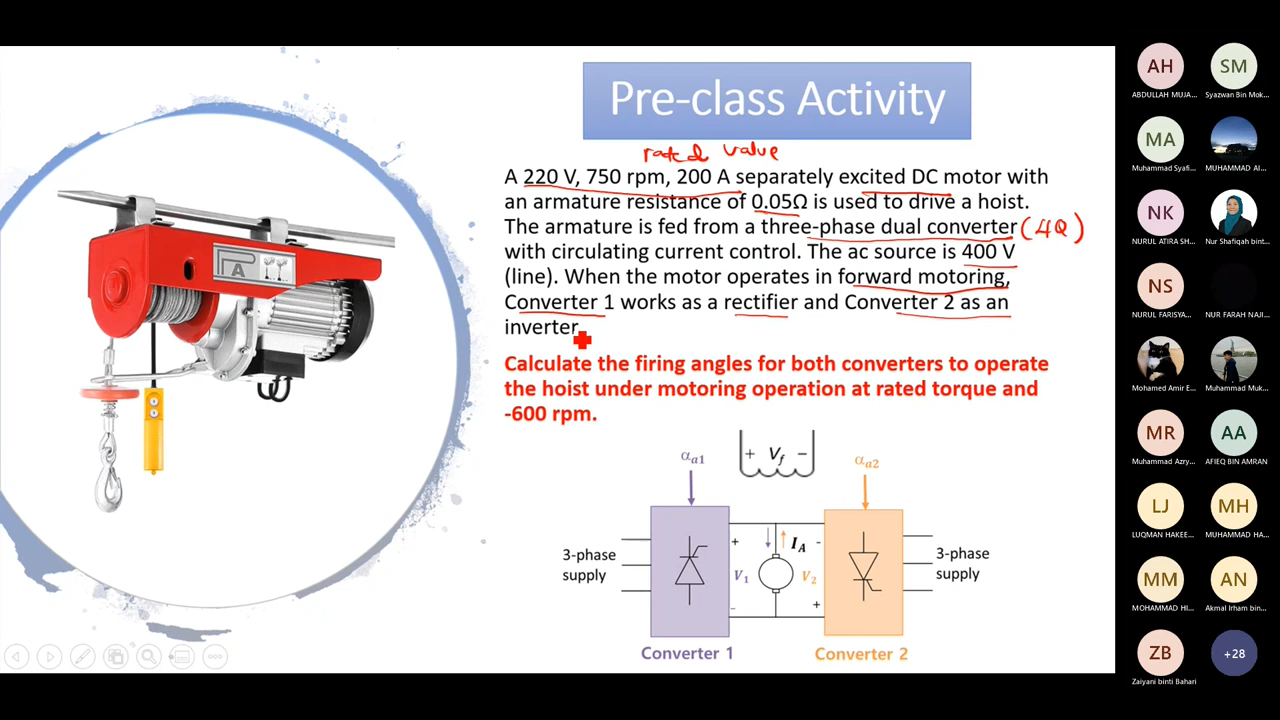 Pre-class Activity
rated value
A 220 V, 750 rpm, 200 A separately excited DC motor with
an armature resistance of 0.05Ω is used to drive a hoist.
The armature is fed from a three-phase dual converter (4Q)
with circulating current control. The ac source is 400 V
(line). When the motor operates in forward motoring,
Converter 1 works as a rectifier and Converter 2 as an
inverter.
Calculate the firing angles for both converters to operate
the hoist under motoring operation at rated torque and
-600 rpm.
αa1
+ Vf −
αa2
3-phase
supply
+
IA
-
V1
V2
-
+
3-phase
supply
Converter 1
Converter 2
PA
AH
ABDULLAH MUJA...
SM
Syazwan Bin Mok...
MA
Muhammad Syafi...
MUHAMMAD AI...
NK
NURUL ATIRA SH...
Nur Shafiqah bint...
NS
NURUL FARISYA...
NUR FARAH NAJI...
Mohamed Amir E...
Muhammad Muk...
MR
Muhammad Azry...
AA
AFIEQ BIN AMRAN
LJ
LUQMAN HAKEE...
MH
MUHAMMAD HA...
MM
MOHAMMAD HI...
AN
Akmal Irham bin...
ZB
Zaiyani binti Bahari
+28